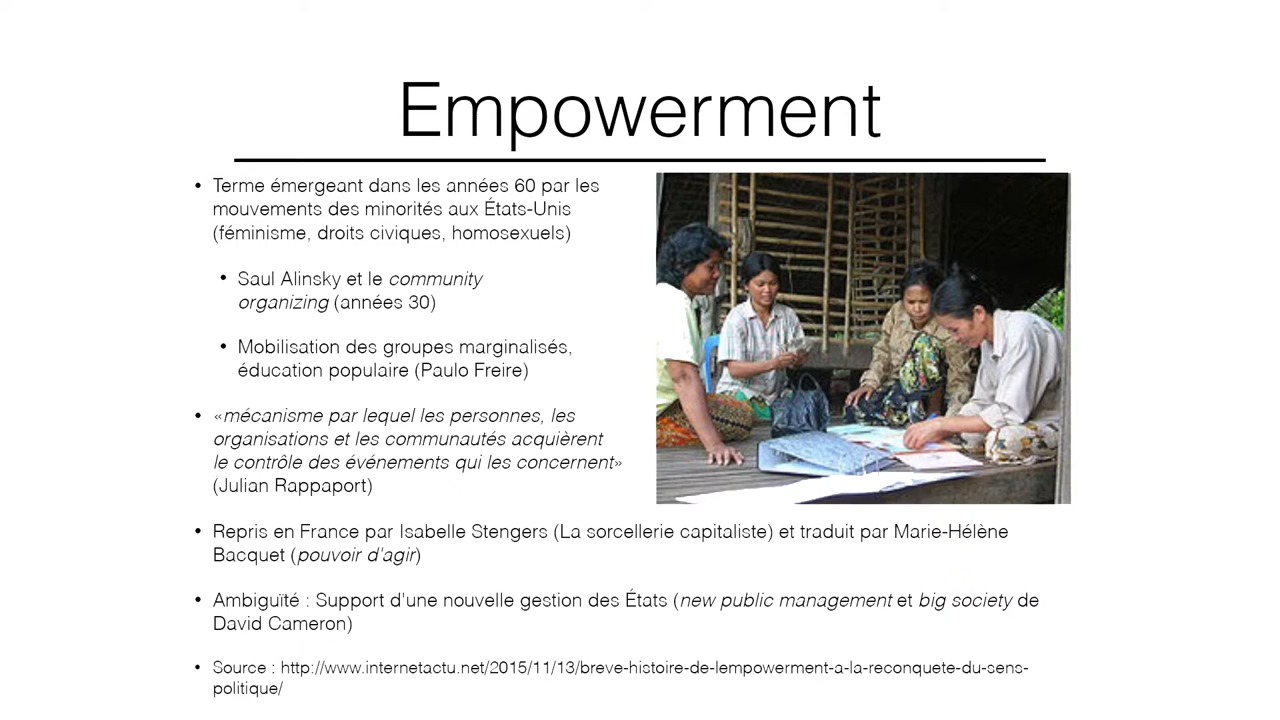 Empowerment
• Terme émergeant dans les années 60 par les
mouvements des minorités aux États-Unis
(féminisme, droits civiques, homosexuels)
• Saul Alinsky et le community
organizing (années 30)
• Mobilisation des groupes marginalisés,
éducation populaire (Paulo Freire)
• «mécanisme par lequel les personnes, les
organisations et les communautés acquièrent
le contrôle des événements qui les concernent»
(Julian Rappaport)
• Repris en France par Isabelle Stengers (La sorcellerie capitaliste) et traduit par Marie-Hélène
Bacquet (pouvoir d'agir)
• Ambiguïté : Support d'une nouvelle gestion des États (new public management et big society de
David Cameron)
• Source : http://www.internetactu.net/2015/11/13/breve-histoire-de-lempowerment-a-la-reconquete-du-sens-
politique/